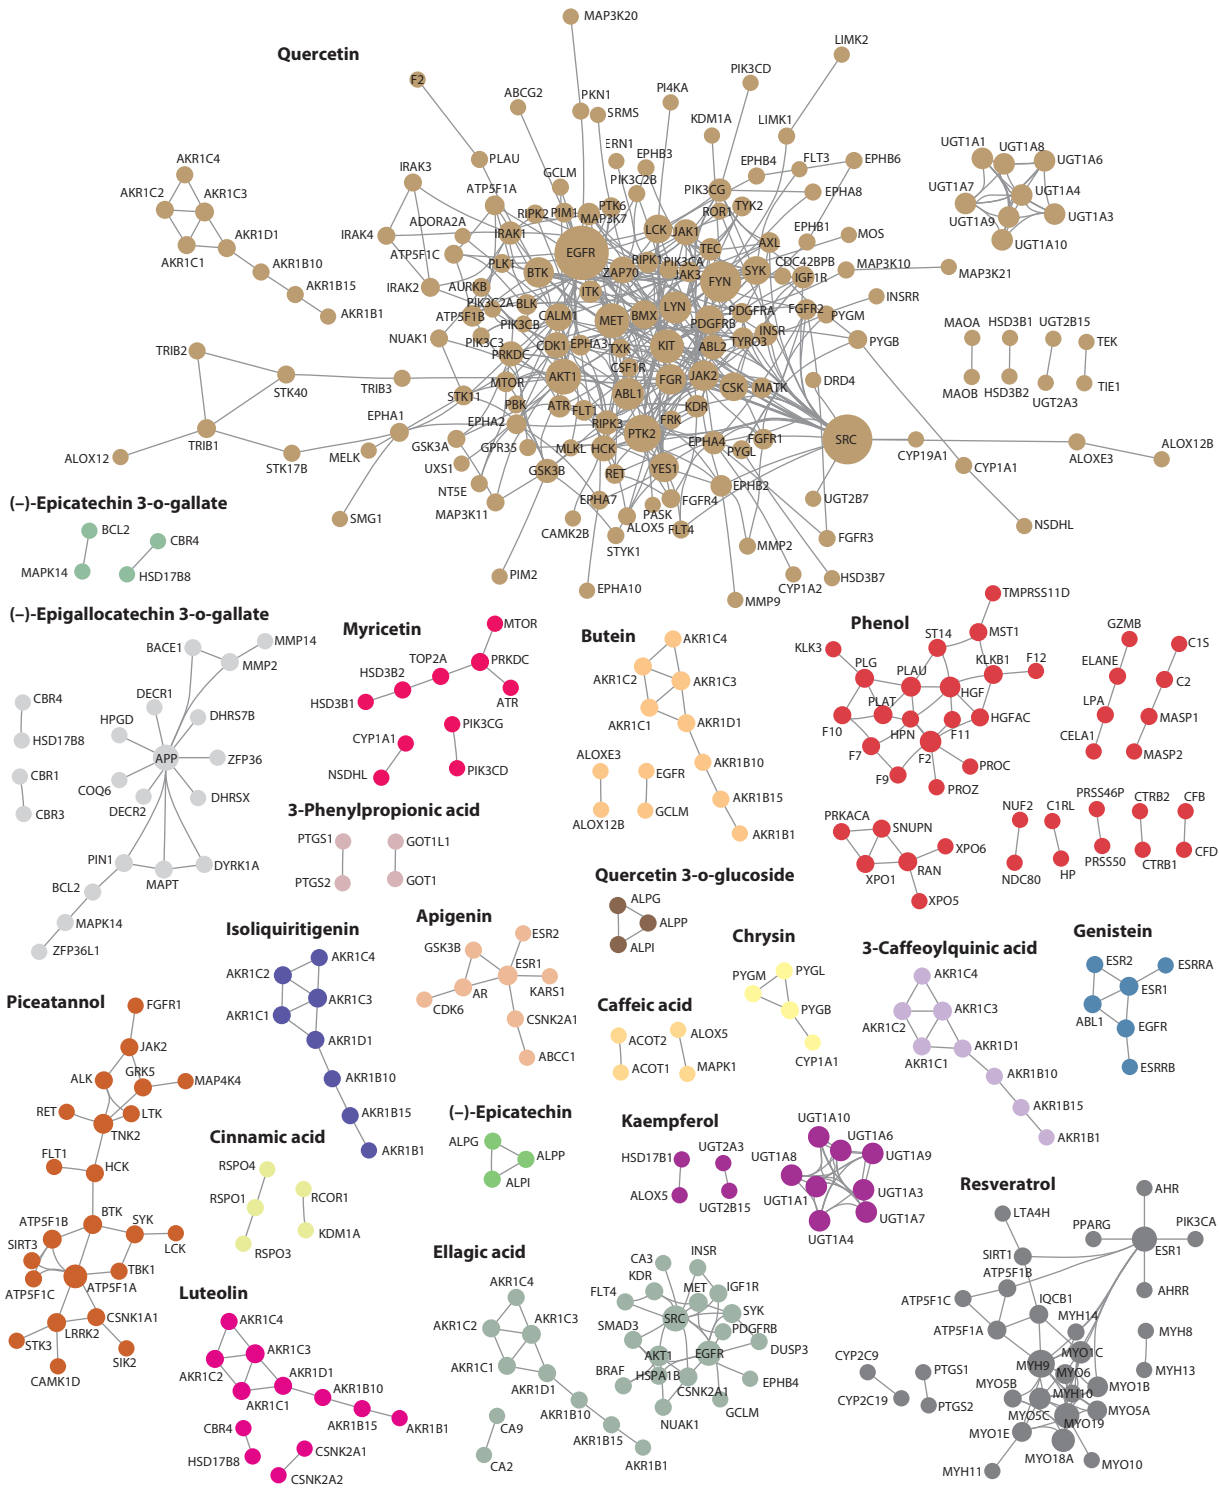 Quercetin
MAP3K20
LIMK2
F2
ABCG2
PKN1
SRMS
PI4KA
PIK3CD
KDM1A
LIMK1
ERN1
EPHB3
AKR1C4
AKR1C2
AKR1C3
AKR1D1
AKR1C1
AKR1B10
AKR1B15
AKR1B1
IRAK3
PLAU
GCLM
PIK3C2B
EPHB4
FLT3
EPHB6
ATP5F1A
PIK3CG
EPHA8
ADORA2A
RIPK2
PIM1
PTK6
MAP3K7
LCK
JAK1
ROR1
TYK2
IRAK4
IRAK1
ATP5F1C
EGFR
TEC
AXL
EPHB1
MOS
PLK1
BTK
ZAP70
RIPK1
PIK3CA
JAK3
FYN
SYK
CDC42BPB
IGF1R
MAP3K10
MAP3K21
IRAK2
AURKB
ITK
PIK3C2A
BLK
ATP5F1B
CALM1
MET
BMX
LYN
PDGFRA
PDGFRB
FGFR2
INSRR
PYGM
NUAK1
PIK3CB
PIK3C3
PRKDC
CDK1
EPHA3
TXK
KIT
ABL2
TYRO3
INSR
PYGB
CSF1R
MTOR
AKT1
FGR
JAK2
CSK
MATK
DRD4
TRIB2
STK40
TRIB3
STK11
PBK
ATR
FLT1
ABL1
KDR
FRK
EPHA1
EPHA2
RIPK3
PTK2
EPHA4
FGFR1
PYGL
SRC
CYP19A1
ALOXE3
ALOX12B
ALOX12
TRIB1
STK17B
MELK
GSK3A
GPR35
MLKL
HCK
UXS1
GSK3B
RET
YES1
EPHB2
CYP1A1
NT5E
MAP3K11
EPHA7
PASK
FGFR4
UGT2B7
SMG1
CAMK2B
ALOX5
FLT4
STYK1
MMP2
FGFR3
NSDHL
PIM2
EPHA10
MMP9
CYP1A2
HSD3B7
UGT1A1
UGT1A8
UGT1A6
UGT1A7
UGT1A4
UGT1A9
UGT1A3
UGT1A10
MAOA
HSD3B1
UGT2B15
TEK
MAOB
HSD3B2
UGT2A3
TIE1
(–)-Epicatechin 3-o-gallate
BCL2
CBR4
MAPK14
HSD17B8
(–)-Epigallocatechin 3-o-gallate
BACE1
MMP14
MMP2
CBR4
DECR1
HPGD
DHRS7B
HSD17B8
APP
ZFP36
CBR1
COQ6
DECR2
DHRSX
CBR3
PIN1
MAPT
DYRK1A
BCL2
MAPK14
ZFP36L1
Myricetin
MTOR
TOP2A
PRKDC
HSD3B2
HSD3B1
ATR
PIK3CG
CYP1A1
NSDHL
PIK3CD
3-Phenylpropionic acid
PTGS1
GOT1L1
PTGS2
GOT1
Butein
AKR1C4
AKR1C2
AKR1C3
AKR1C1
AKR1D1
ALOXE3
EGFR
AKR1B10
ALOX12B
GCLM
AKR1B15
AKR1B1
Phenol
TMPRSS11D
KLK3
ST14
MST1
PLG
PLAU
KLKB1
F12
HGF
PLAT
HGFAC
F10
HPN
F11
F7
F2
F9
PROC
PROZ
GZMB
C1S
ELANE
C2
LPA
MASP1
CELA1
MASP2
PRKACA
SNUPN
XPO6
XPO1
RAN
XPO5
NUF2
C1RL
PRSS46P
CTRB2
CFB
NDC80
HP
PRSS50
CTRB1
CFD
Quercetin 3-o-glucoside
ALPG
ALPP
ALPI
Isoliquiritigenin
AKR1C4
AKR1C2
AKR1C3
AKR1C1
AKR1D1
AKR1B10
AKR1B15
AKR1B1
Apigenin
ESR2
GSK3B
ESR1
AR
KARS1
CDK6
CSNK2A1
ABCC1
Chrysin
PYGM
PYGL
PYGB
CYP1A1
Caffeic acid
ACOT2
ALOX5
ACOT1
MAPK1
3-Caffeoylquinic acid
AKR1C4
AKR1C3
AKR1C2
AKR1C1
AKR1D1
AKR1B10
AKR1B15
AKR1B1
Genistein
ESR2
ESRRA
ESR1
ABL1
EGFR
ESRRB
Piceatannol
FGFR1
JAK2
ALK
GRK5
MAP4K4
RET
LTK
TNK2
FLT1
HCK
BTK
ATP5F1B
SYK
SIRT3
LCK
TBK1
ATP5F1A
ATP5F1C
CSNK1A1
LRRK2
STK3
SIK2
CAMK1D
Cinnamic acid
RSPO4
RSPO1
RCOR1
KDM1A
RSPO3
(–)-Epicatechin
ALPG
ALPP
ALPI
Kaempferol
HSD17B1
UGT2A3
ALOX5
UGT2B15
UGT1A10
UGT1A6
UGT1A8
UGT1A9
UGT1A1
UGT1A3
UGT1A7
UGT1A4
Resveratrol
AHR
LTA4H
PPARG
PIK3CA
ESR1
SIRT1
ATP5F1B
AHRR
ATP5F1C
IQCB1
ATP5F1A
MYH14
MYH8
MYO1C
MYH9
MYO6
MYH13
CYP2C9
PTGS1
MYO5B
MYH10
MYO1B
CYP2C19
PTGS2
MYO5C
MYO5A
MYO19
MYO1E
MYO18A
MYO10
MYH11
Luteolin
AKR1C4
AKR1C3
AKR1C2
AKR1D1
AKR1C1
AKR1B10
AKR1B15
AKR1B1
CBR4
HSD17B8
CSNK2A1
CSNK2A2
Ellagic acid
AKR1C4
AKR1C2
AKR1C3
AKR1C1
AKR1D1
AKR1B10
AKR1B15
AKR1B1
CA9
CA2
CA3
INSR
KDR
MET
IGF1R
FLT4
SRC
SYK
SMAD3
PDGFRB
AKT1
EGFR
DUSP3
BRAF
HSPA1B
CSNK2A1
EPHB4
NUAK1
GCLM